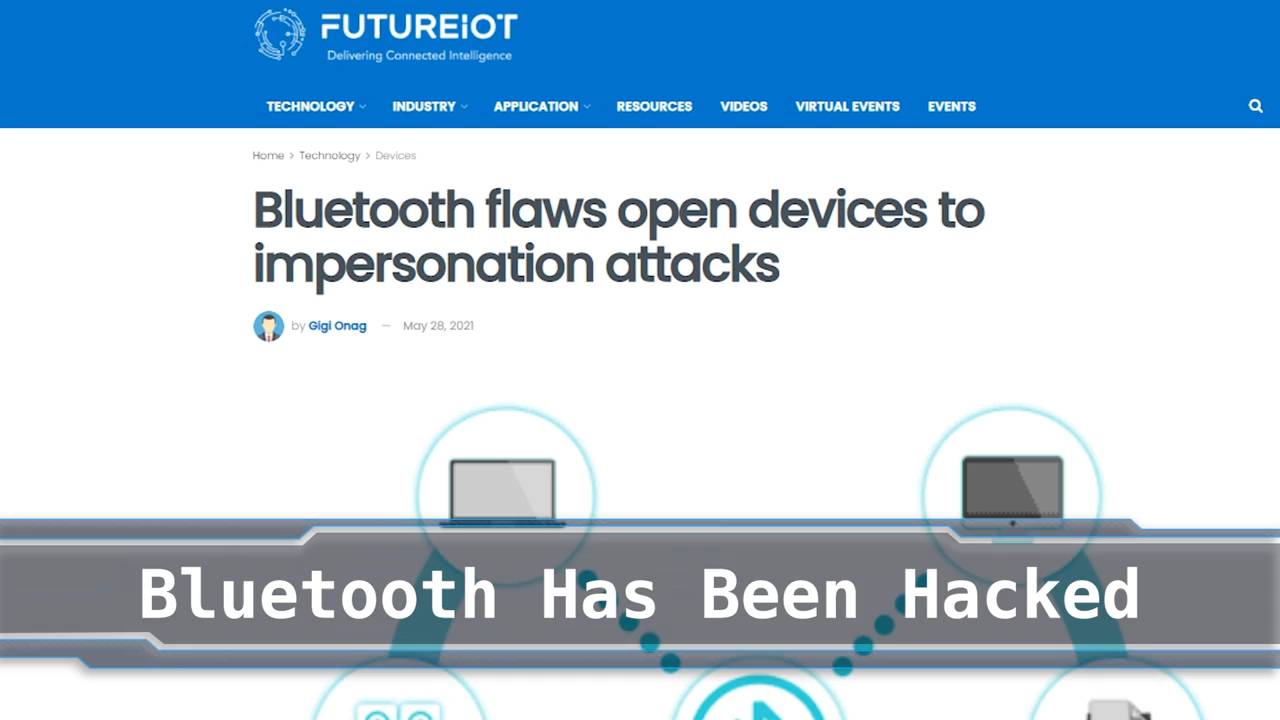 FUTUREIOT
Delivering Connected Intelligence
TECHNOLOGY INDUSTRY APPLICATION RESOURCES VIDEOS VIRTUAL EVENTS EVENTS
Home > Technology > Devices
Bluetooth flaws open devices to
impersonation attacks
by Gigi Onag — May 28, 2021
Bluetooth Has Been Hacked